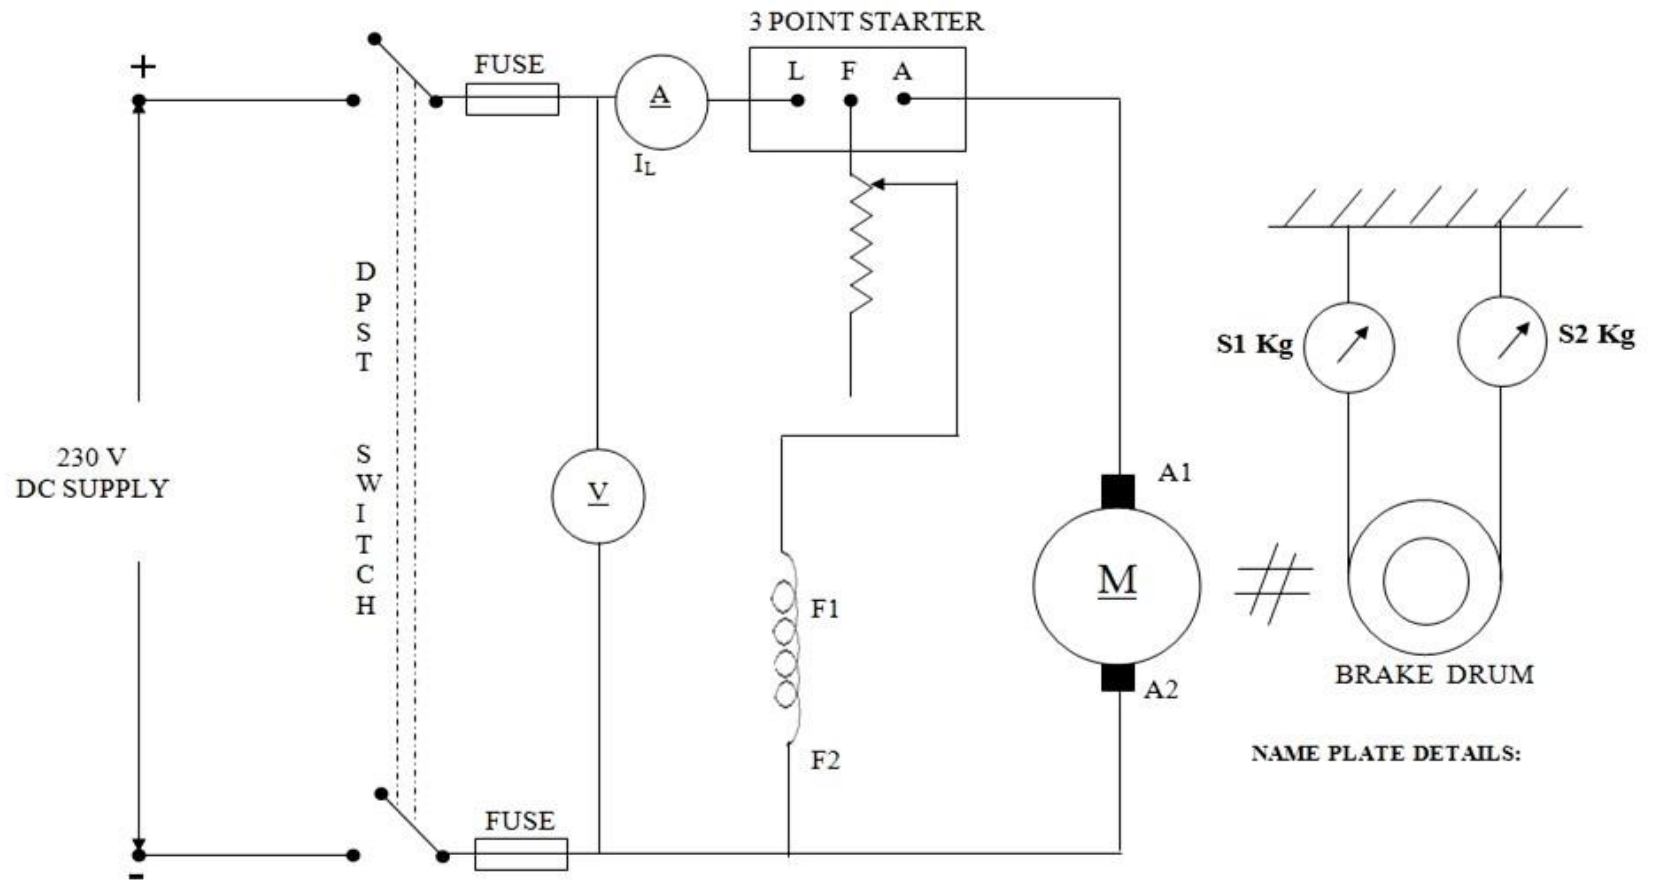 3 POINT STARTER
+
FUSE
A
L F A
I_L
D
P
S
T
S1 Kg
S2 Kg
230 V
DC SUPPLY
S
W
I
T
C
H
V
A1
M
F1
BRAKE DRUM
A2
F2
NAME PLATE DETAILS:
FUSE
-